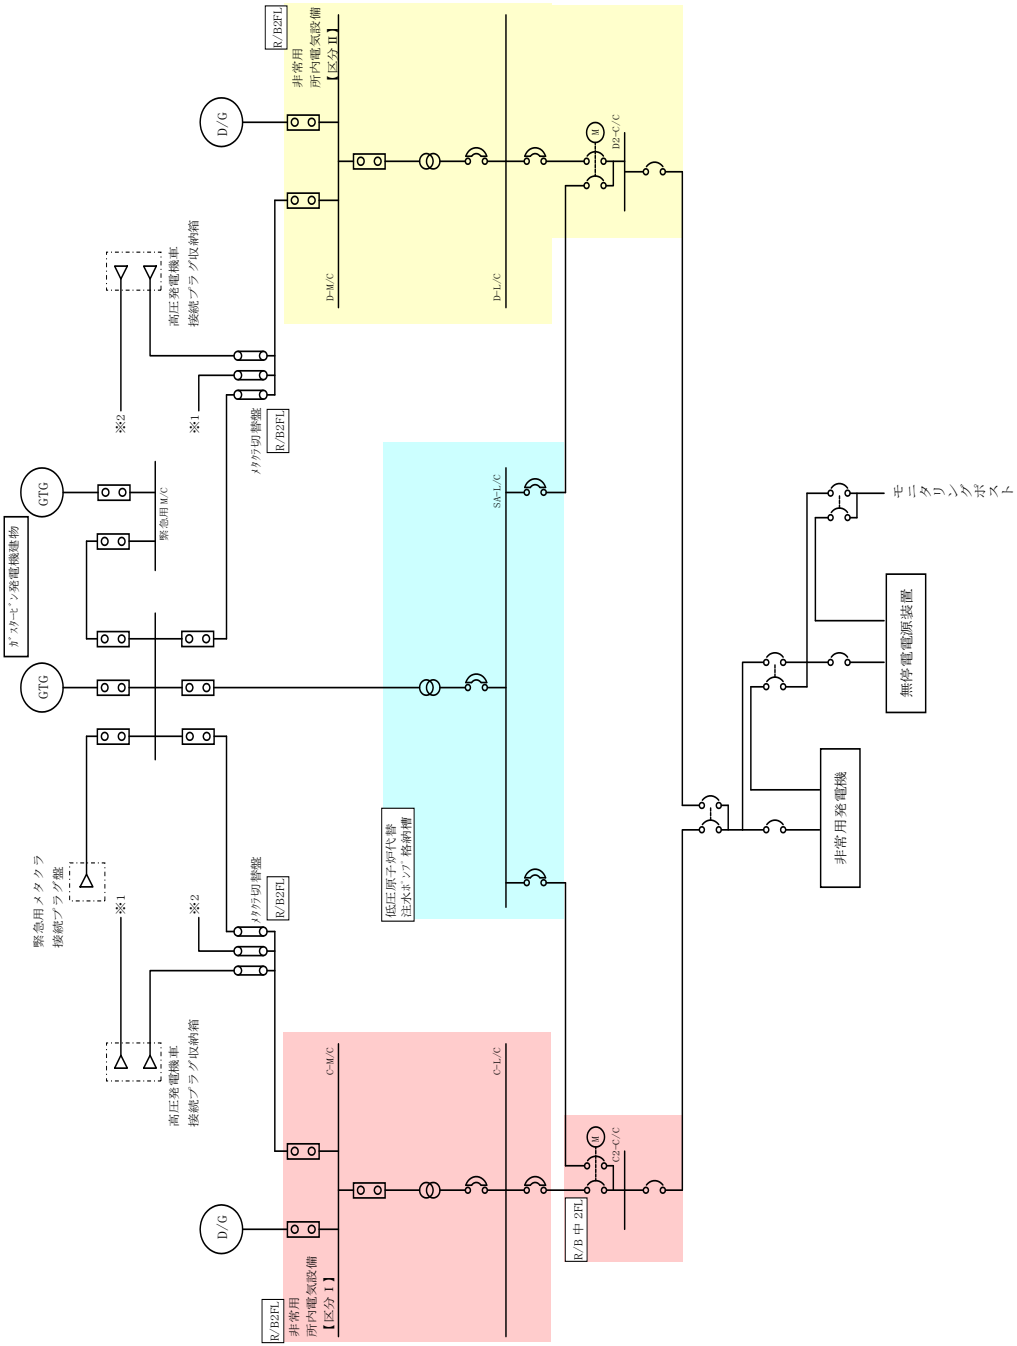 R/B2FL
非常用
所内電気設備
【区分Ⅱ】
D/G
D-M/C
D-L/C
M
D2-C/C
高圧発電機車
接続プラグ収納箱
※2
※1
メタクラ切替盤
R/B2FL
GTG
緊急用 M/C
ガスタービン発電機建物
GTG
SA-L/C
低圧原子炉代替
注水ポンプ格納槽
緊急用メタクラ
接続プラグ盤
※1
※2
メタクラ切替盤
R/B2FL
高圧発電機車
接続プラグ収納箱
D/G
R/B2FL
非常用
所内電気設備
【区分Ⅰ】
C-M/C
C-L/C
M
C2-C/C
R/B 中 2FL
モニタリングポスト
無停電電源装置
非常用発電機